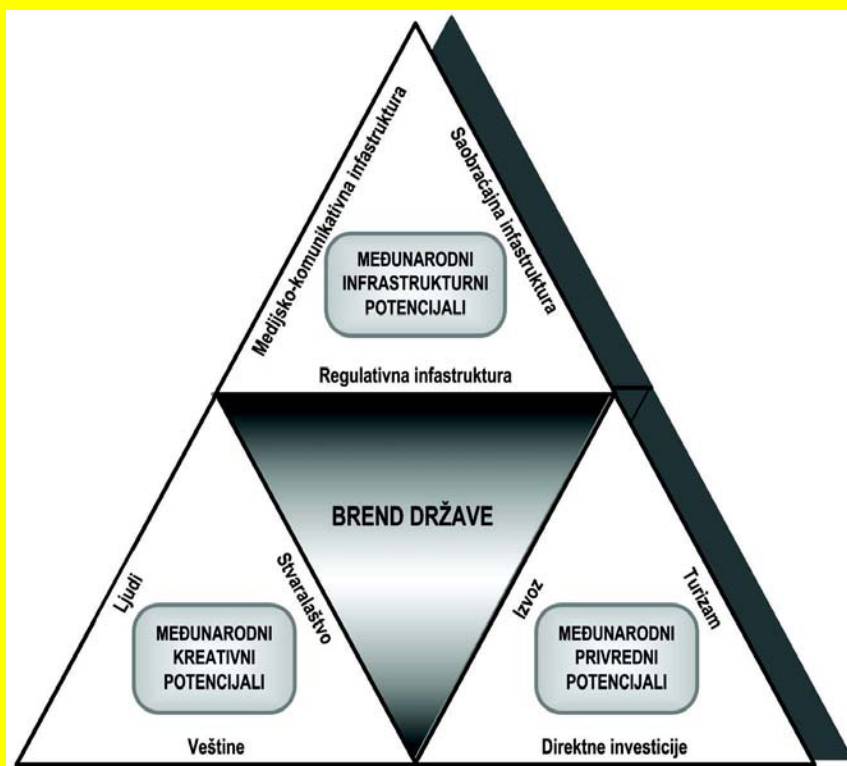 Medijsko-komunikativna infastruktura
Saobraćajna infastruktura
MEĐUNARODNI
INFRASTRUKTURNI
POTENCIJALI
Regulativna infastruktura
BREND DRŽAVE
Ljudi
Stvaralaštvo
MEĐUNARODNI
KREATIVNI
POTENCIJALI
Veštine
Izvoz
Turizam
MEĐUNARODNI
PRIVREDNI
POTENCIJALI
Direktne investicije